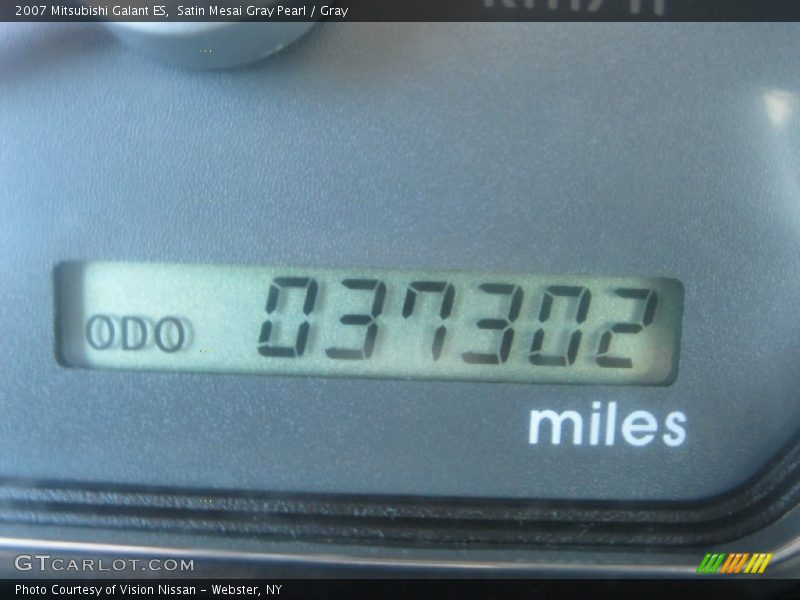 2007 Mitsubishi Galant ES, Satin Mesai Gray Pearl / Gray
km/h
ODO 037302
miles
GTCARLOT.COM
Photo Courtesy of Vision Nissan - Webster, NY